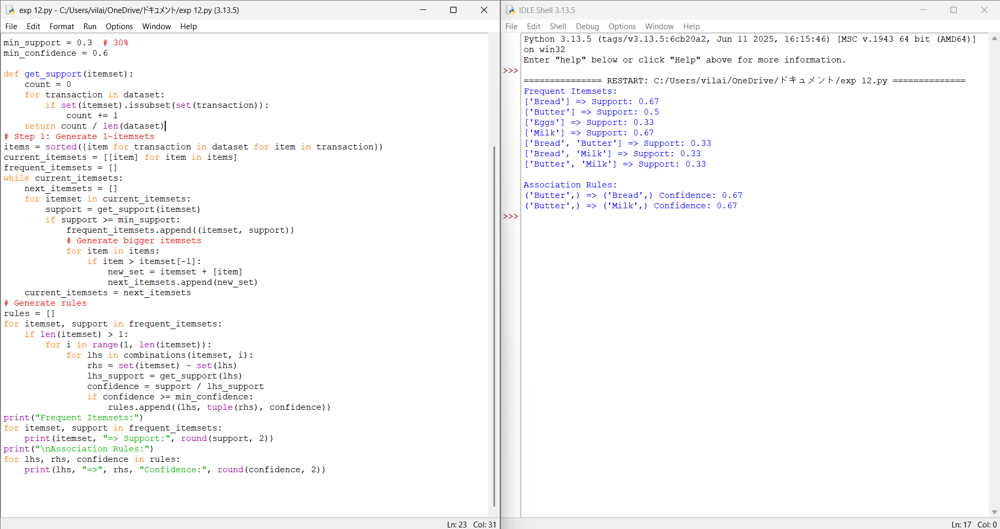 exp 12.py - C:/Users/vilai/OneDrive/ドキュメント/exp 12.py (3.13.5)
File Edit Format Run Options Window Help
min_support = 0.3  # 30%
min_confidence = 0.6

def get_support(itemset):
    count = 0
    for transaction in dataset:
        if set(itemset).issubset(set(transaction)):
            count += 1
    return count / len(dataset)
# Step 1: Generate 1-itemsets
items = sorted({item for transaction in dataset for item in transaction})
current_itemsets = [[item] for item in items]
frequent_itemsets = []
while current_itemsets:
    next_itemsets = []
    for itemset in current_itemsets:
        support = get_support(itemset)
        if support >= min_support:
            frequent_itemsets.append((itemset, support))
            # Generate bigger itemsets
            for item in items:
                if item > itemset[-1]:
                    new_set = itemset + [item]
                    next_itemsets.append(new_set)
    current_itemsets = next_itemsets
# Generate rules
rules = []
for itemset, support in frequent_itemsets:
    if len(itemset) > 1:
        for i in range(1, len(itemset)):
            for lhs in combinations(itemset, i):
                rhs = set(itemset) - set(lhs)
                lhs_support = get_support(lhs)
                confidence = support / lhs_support
                if confidence >= min_confidence:
                    rules.append((lhs, tuple(rhs), confidence))
print("Frequent Itemsets:")
for itemset, support in frequent_itemsets:
    print(itemset, "=> Support:", round(support, 2))
print("\nAssociation Rules:")
for lhs, rhs, confidence in rules:
    print(lhs, "=>", rhs, "Confidence:", round(confidence, 2))
Ln: 23 Col: 31
IDLE Shell 3.13.5
File Edit Shell Debug Options Window Help
Python 3.13.5 (tags/v3.13.5:6cb20a2, Jun 11 2025, 16:15:46) [MSC v.1943 64 bit (AMD64)]
on win32
Enter "help" below or click "Help" above for more information.
>>>
=============== RESTART: C:/Users/vilai/OneDrive/ドキュメント/exp 12.py ==============
Frequent Itemsets:
['Bread'] => Support: 0.67
['Butter'] => Support: 0.5
['Eggs'] => Support: 0.33
['Milk'] => Support: 0.67
['Bread', 'Butter'] => Support: 0.33
['Bread', 'Milk'] => Support: 0.33
['Butter', 'Milk'] => Support: 0.33

Association Rules:
('Butter',) => ('Bread',) Confidence: 0.67
('Butter',) => ('Milk',) Confidence: 0.67
>>>
Ln: 17 Col: 0